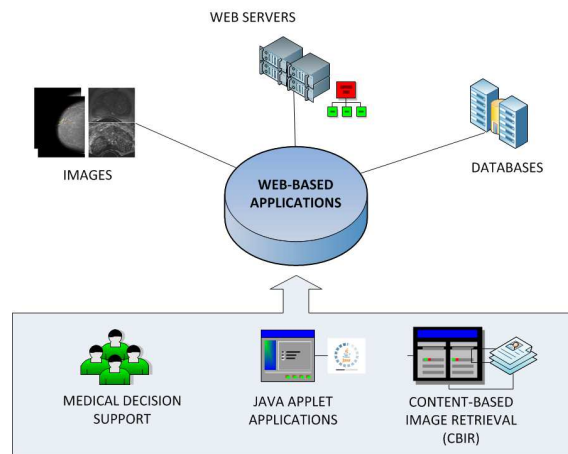 WEB SERVERS
IMAGES
DATABASES
WEB-BASED
APPLICATIONS
MEDICAL DECISION
SUPPORT
JAVA APPLET
APPLICATIONS
CONTENT-BASED
IMAGE RETRIEVAL
(CBIR)